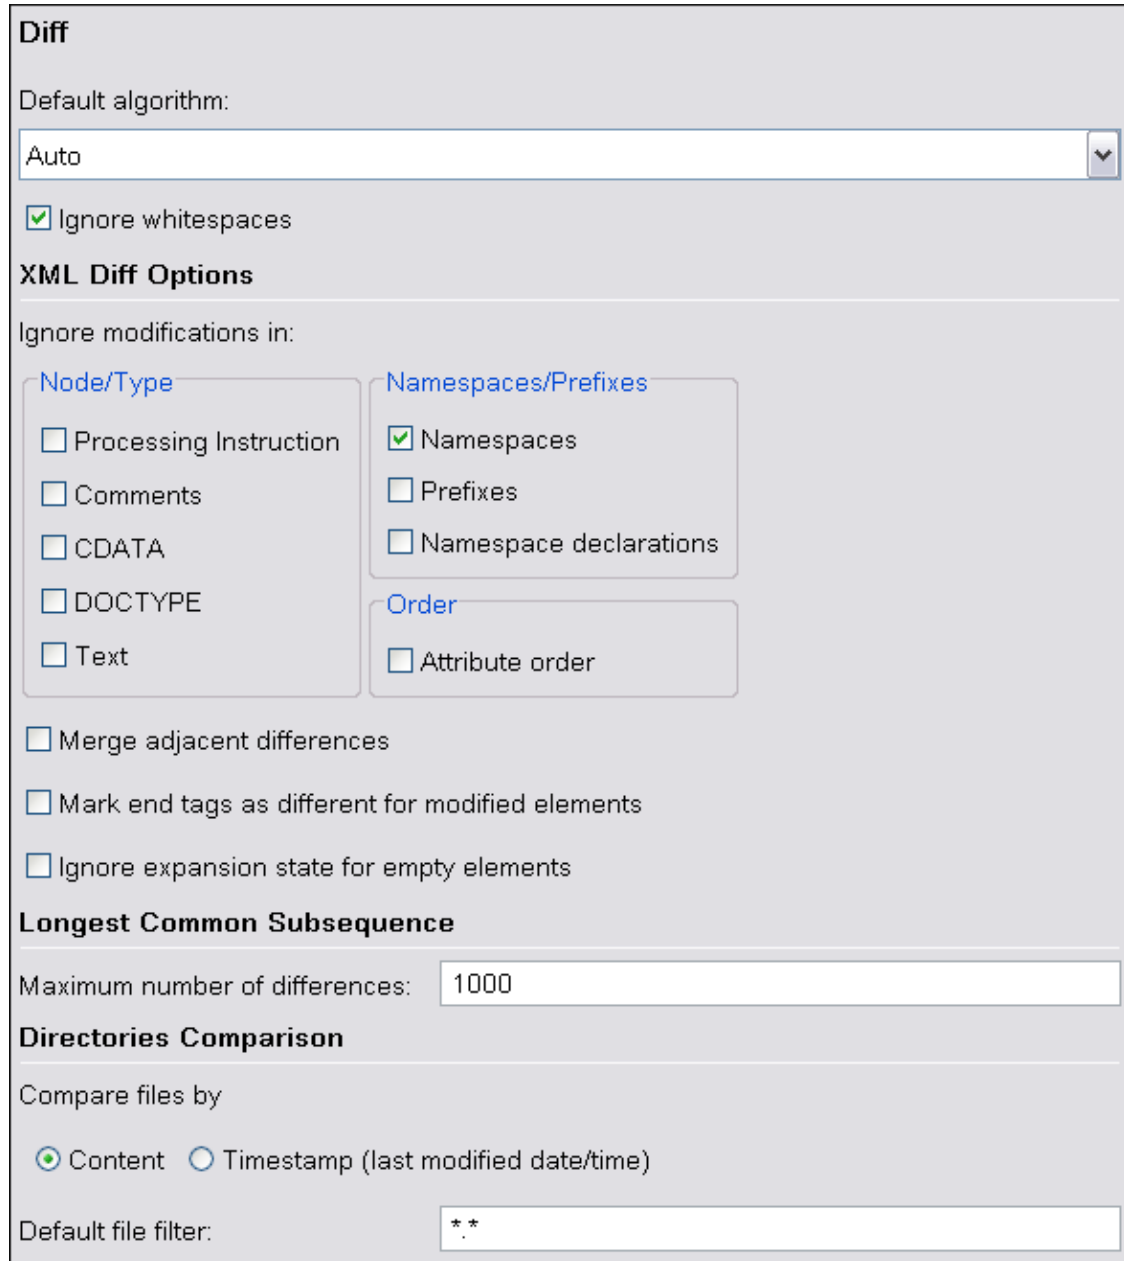 Diff
Default algorithm:
Auto
Ignore whitespaces
XML Diff Options
Ignore modifications in:
Node/Type
Processing Instruction
Comments
CDATA
DOCTYPE
Text
Namespaces/Prefixes
Namespaces
Prefixes
Namespace declarations
Order
Attribute order
Merge adjacent differences
Mark end tags as different for modified elements
Ignore expansion state for empty elements
Longest Common Subsequence
Maximum number of differences: 1000
Directories Comparison
Compare files by
Content Timestamp (last modified date/time)
Default file filter: *.*